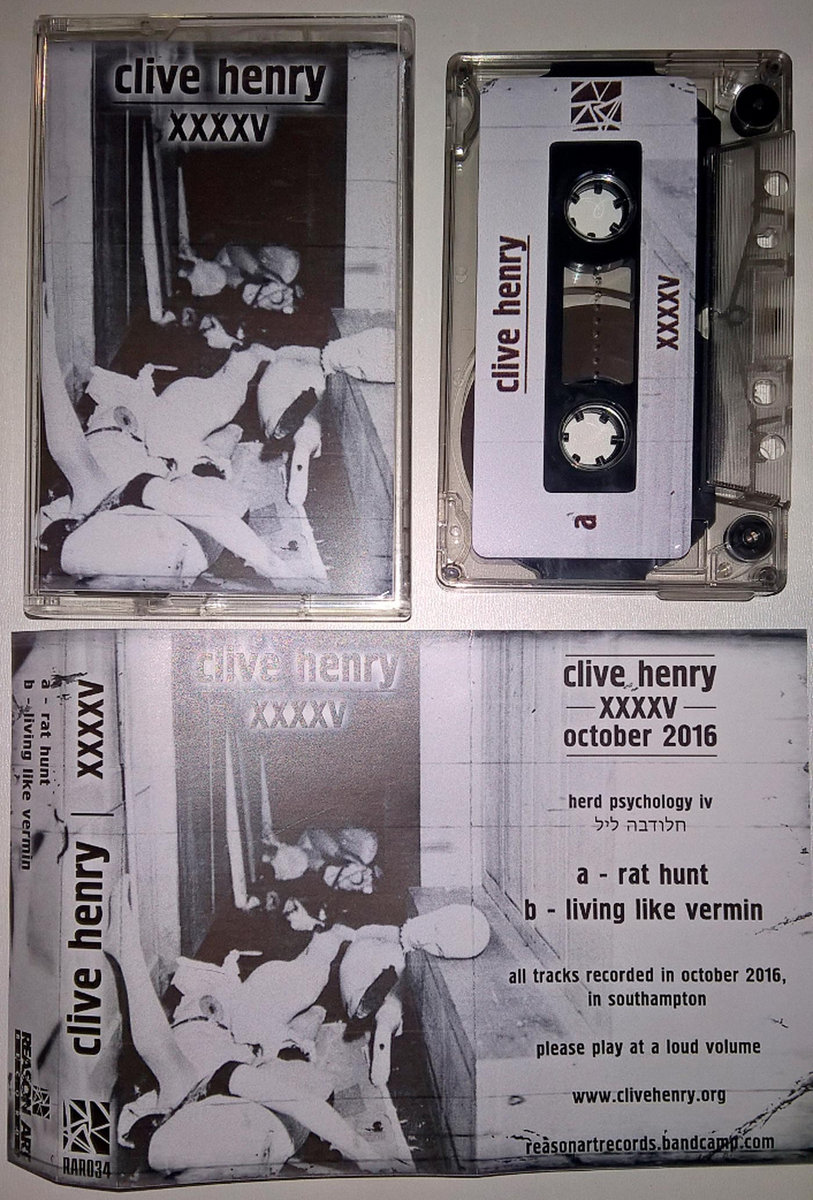 clive henry
XXXXV
clive henry
XXXXV
a
a - rat hunt
b - living like vermin
clive henry | XXXXV
REASON ART
RAR034
clive henry
XXXXV
clive henry
XXXXV
october 2016
herd psychology iv
חלודבה ליל
a - rat hunt
b - living like vermin
all tracks recorded in october 2016,
in southampton
please play at a loud volume
www.clivehenry.org
reasonartrecords.bandcamp.com